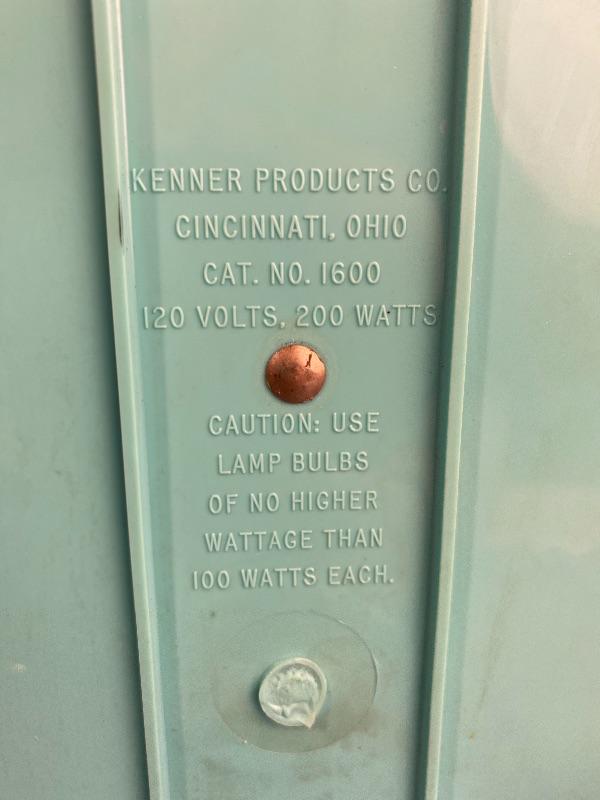 KENNER PRODUCTS CO.
CINCINNATI, OHIO
CAT. NO. 1600
120 VOLTS, 200 WATTS
CAUTION: USE
LAMP BULBS
OF NO HIGHER
WATTAGE THAN
100 WATTS EACH.